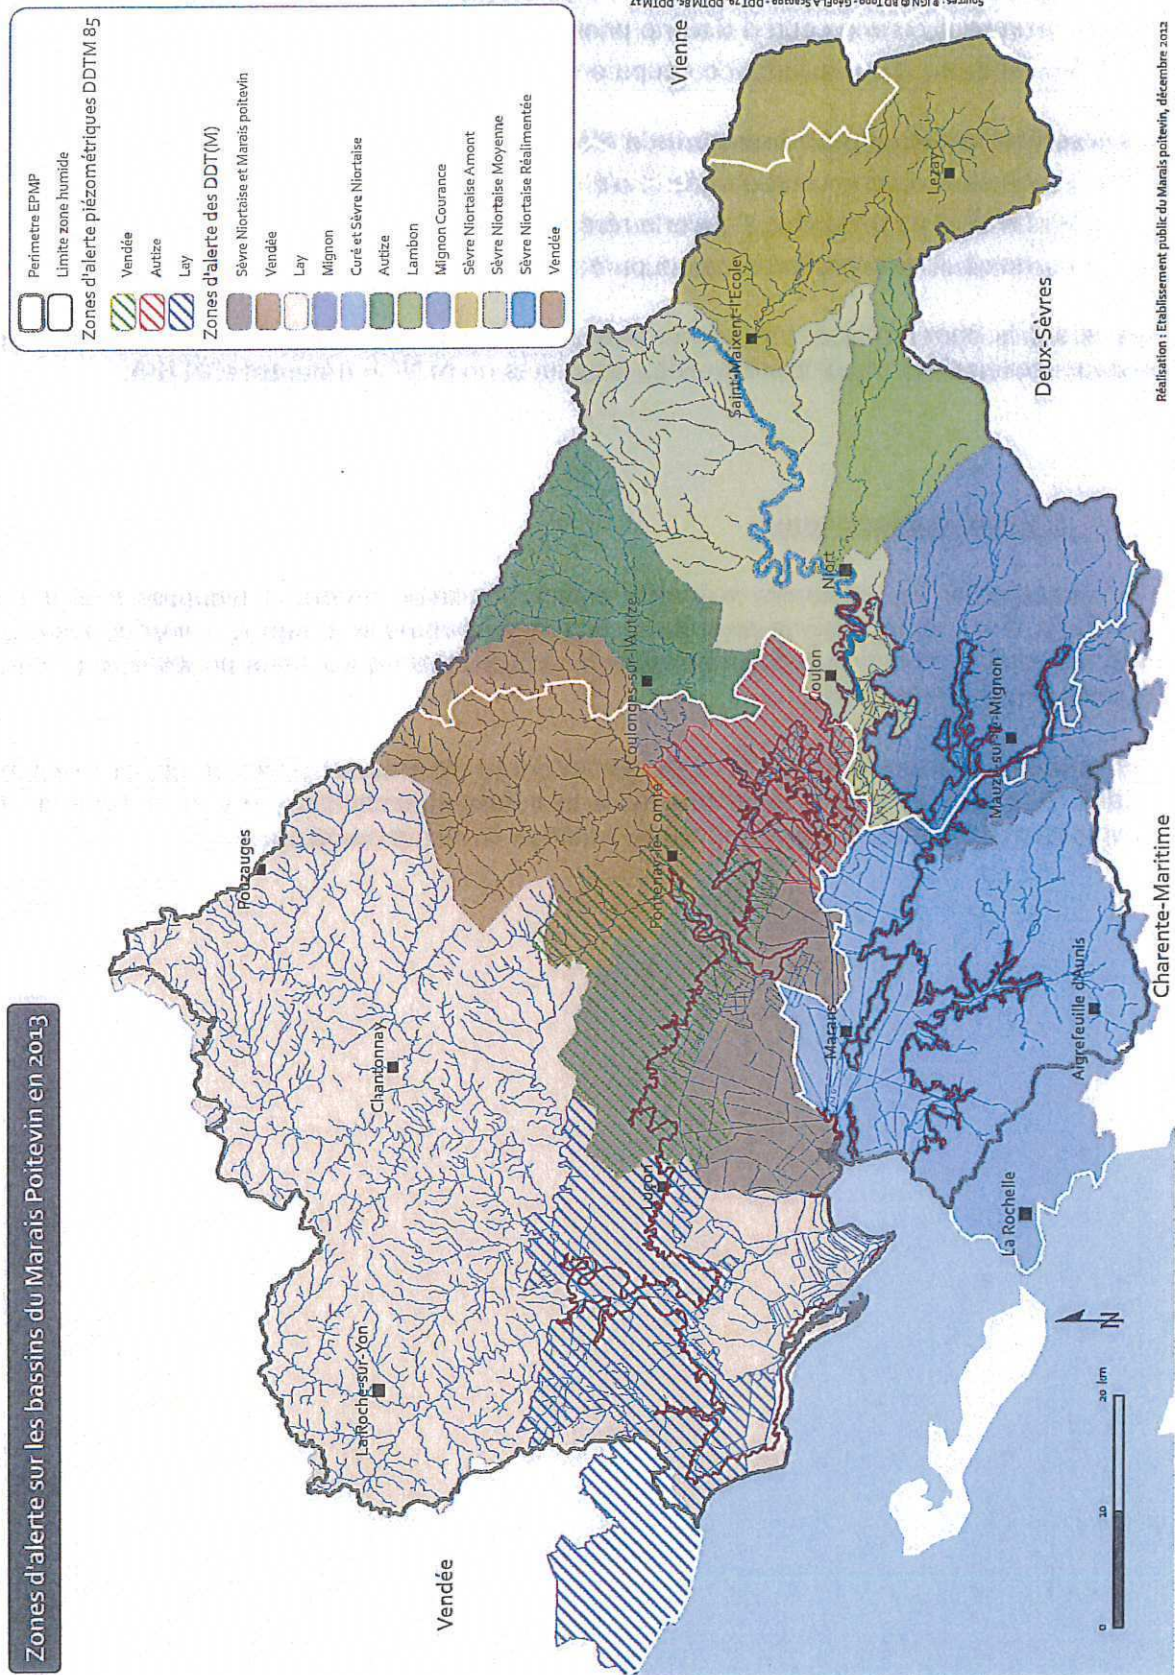 Zones d'alerte sur les bassins du Marais Poitevin en 2013
Perimetre EPMP
Limite zone humide
Zones d'alerte piézométriques DDTM 85
Vendée
Autize
Lay
Zones d'alerte des DDT(M)
Sèvre Niortaise et Marais poitevin
Vendée
Lay
Mignon
Curé et Sèvre Niortaise
Autize
Lambon
Mignon Courance
Sèvre Niortaise Amont
Sèvre Niortaise Moyenne
Sèvre Niortaise Réalimentée
Vendée
Vienne
Pouzauges
Chantonnay
La Roche-sur-Yon
Vendée
Luçon
Fontenay-le-Comte
Coulonges-sur-l'Autize
Saint-Maixent-l'Ecole
Lezay
Deux-Sèvres
Niort
Coulon
Mauzé-sur-le-Mignon
Marans
Aigrefeuille d'Aunis
La Rochelle
Charente-Maritime
N
0 10 20 km
Réalisation : Etablissement public du Marais poitevin, décembre 2012